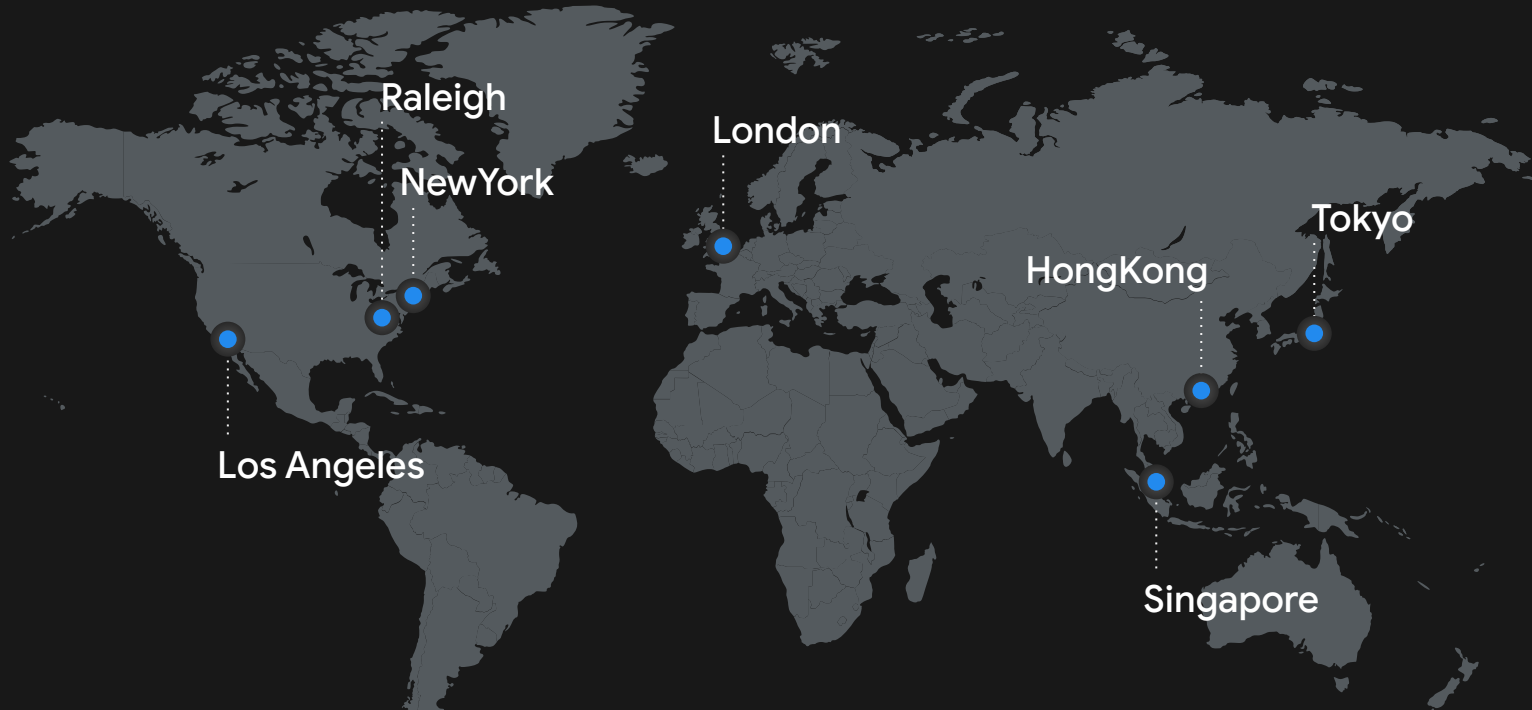 Raleigh
London
NewYork
Tokyo
HongKong
Los Angeles
Singapore